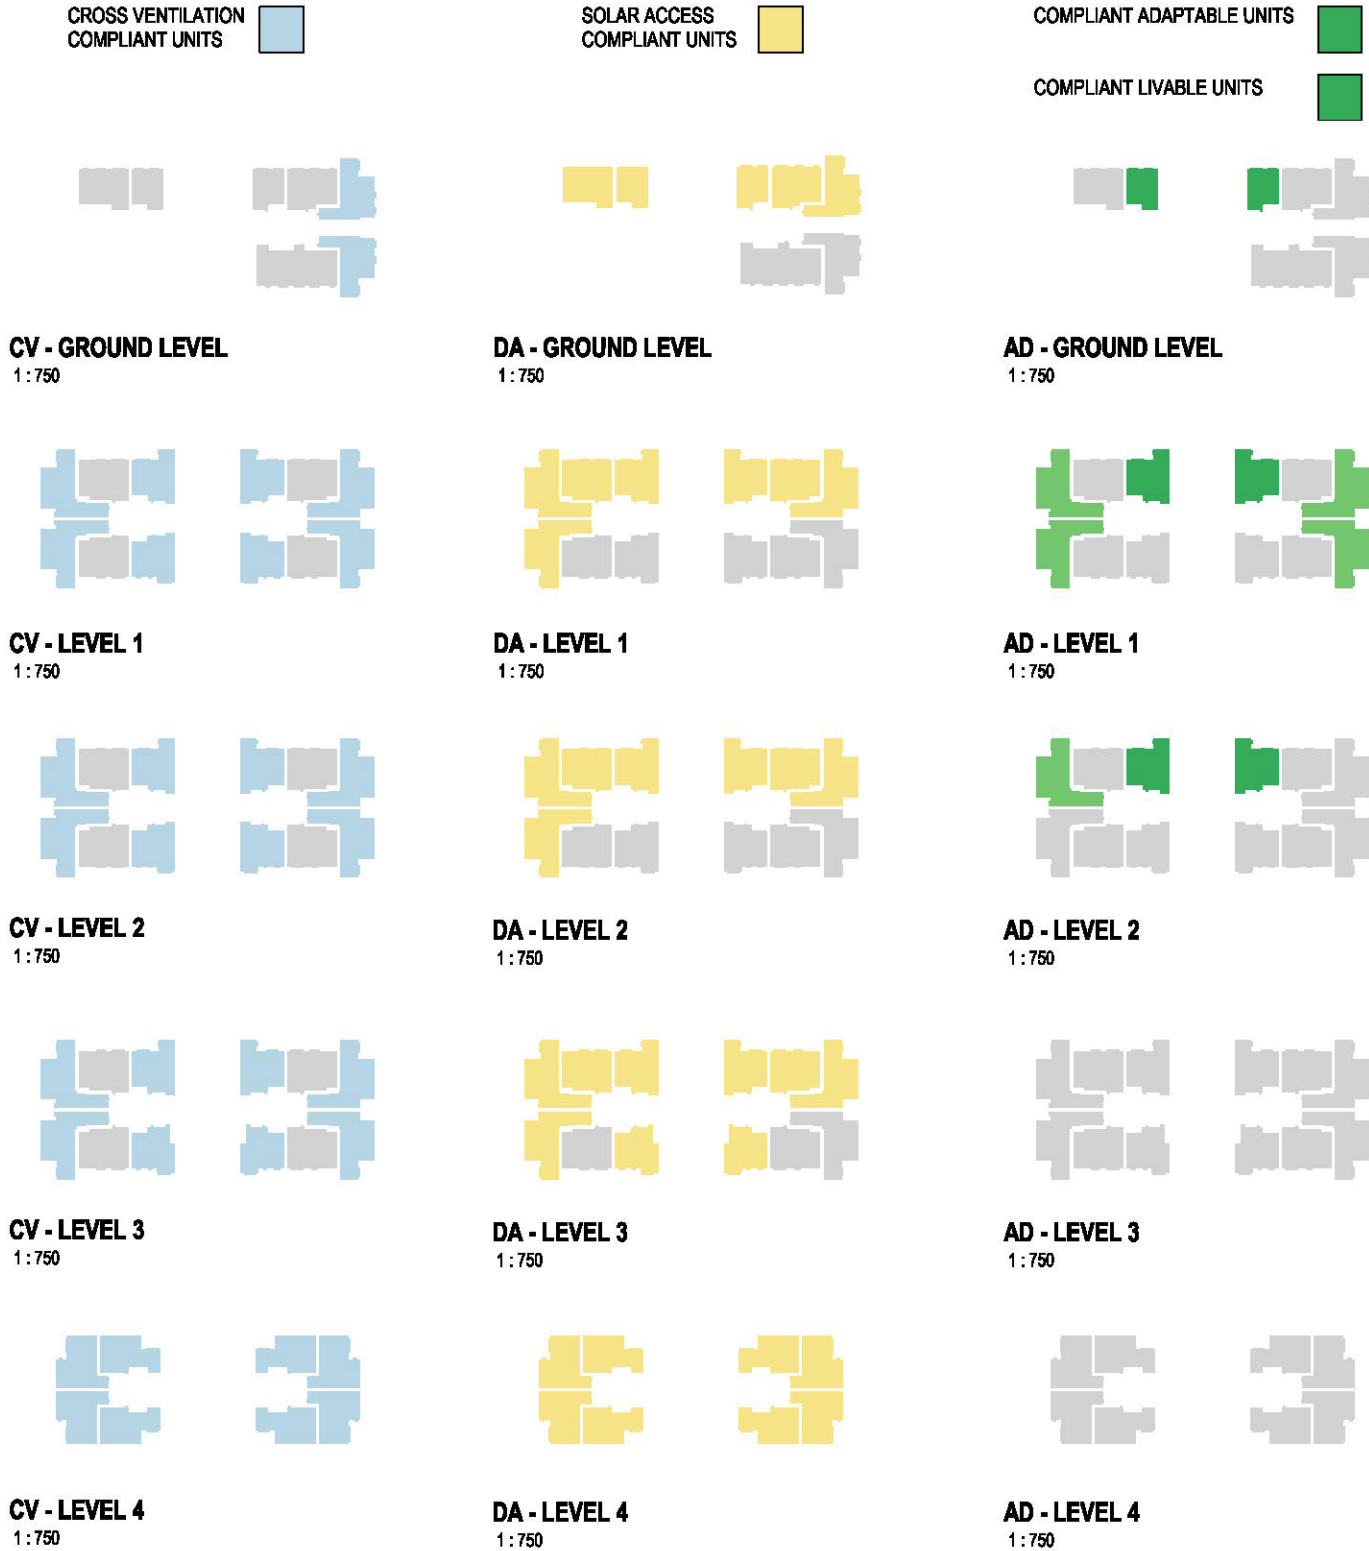 CROSS VENTILATION
COMPLIANT UNITS
SOLAR ACCESS
COMPLIANT UNITS
COMPLIANT ADAPTABLE UNITS
COMPLIANT LIVABLE UNITS
CV - GROUND LEVEL
1 : 750
DA - GROUND LEVEL
1 : 750
AD - GROUND LEVEL
1 : 750
CV - LEVEL 1
1 : 750
DA - LEVEL 1
1 : 750
AD - LEVEL 1
1 : 750
CV - LEVEL 2
1 : 750
DA - LEVEL 2
1 : 750
AD - LEVEL 2
1 : 750
CV - LEVEL 3
1 : 750
DA - LEVEL 3
1 : 750
AD - LEVEL 3
1 : 750
CV - LEVEL 4
1 : 750
DA - LEVEL 4
1 : 750
AD - LEVEL 4
1 : 750